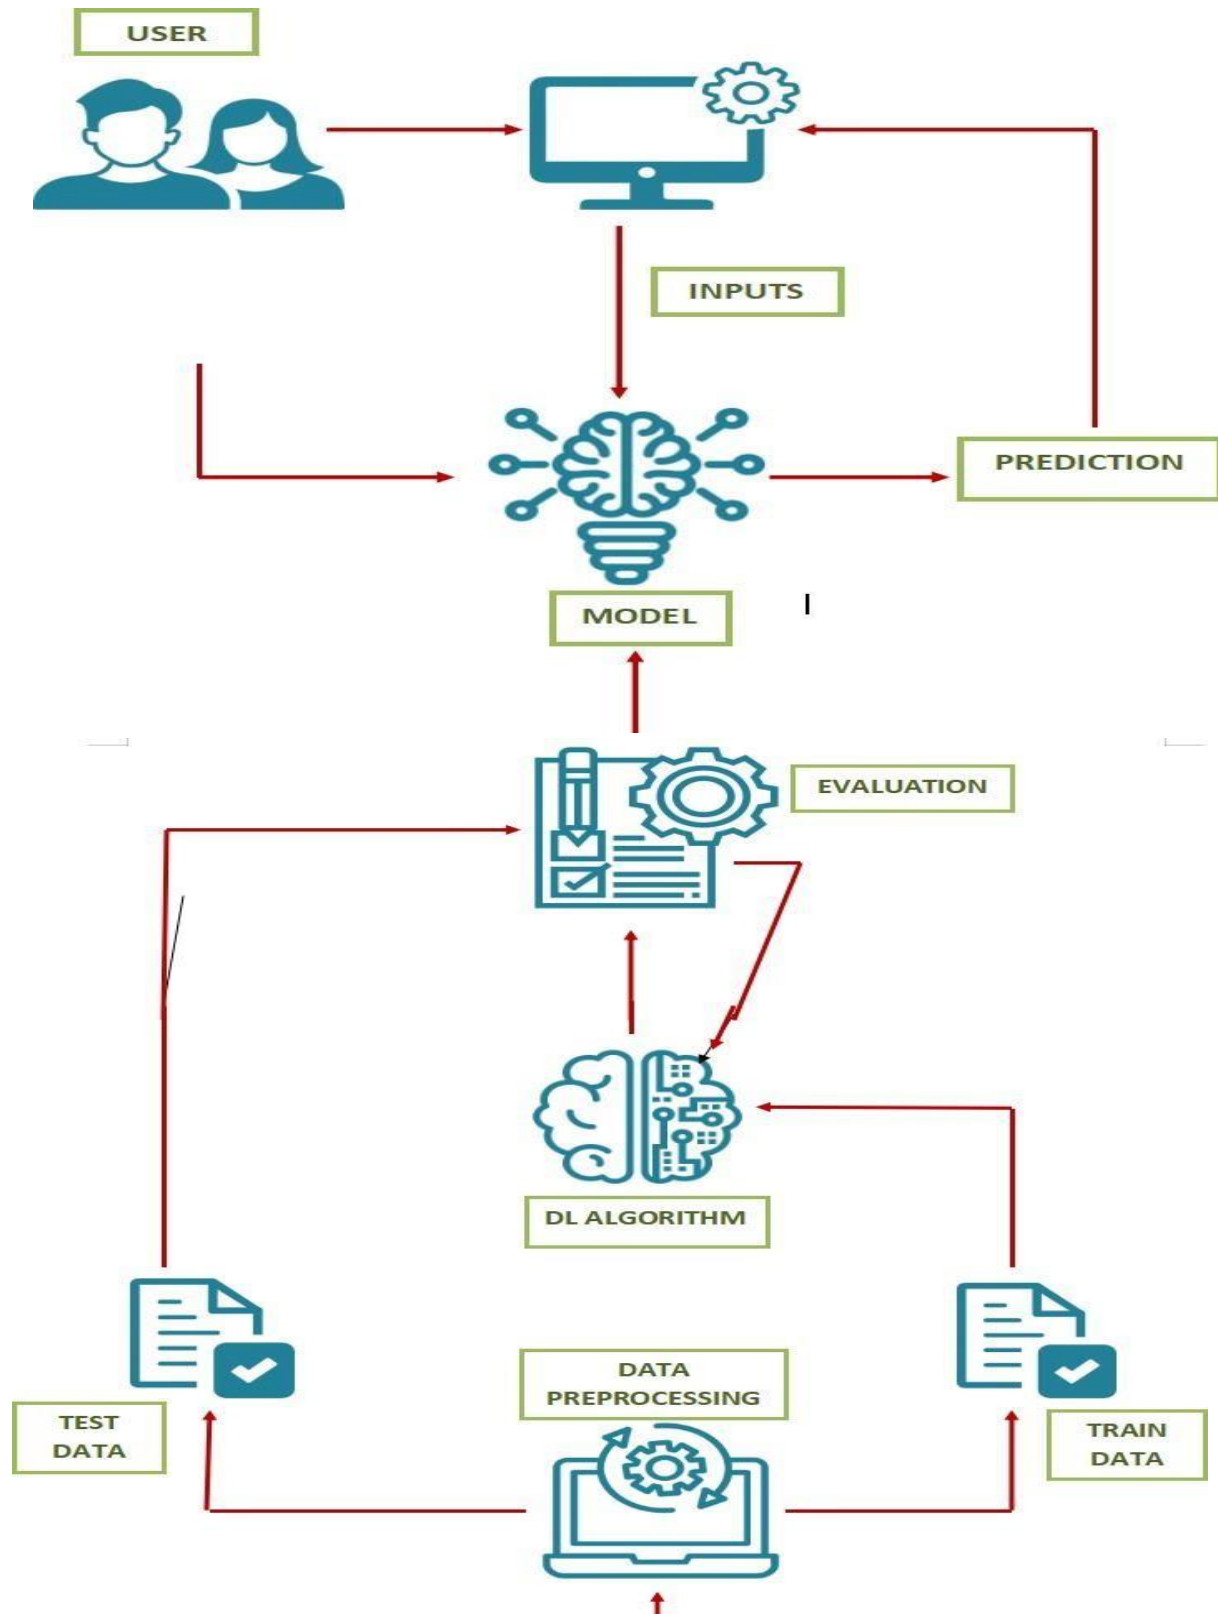 USER
INPUTS
PREDICTION
MODEL
EVALUATION
DL ALGORITHM
DATA
PREPROCESSING
TEST
DATA
TRAIN
DATA